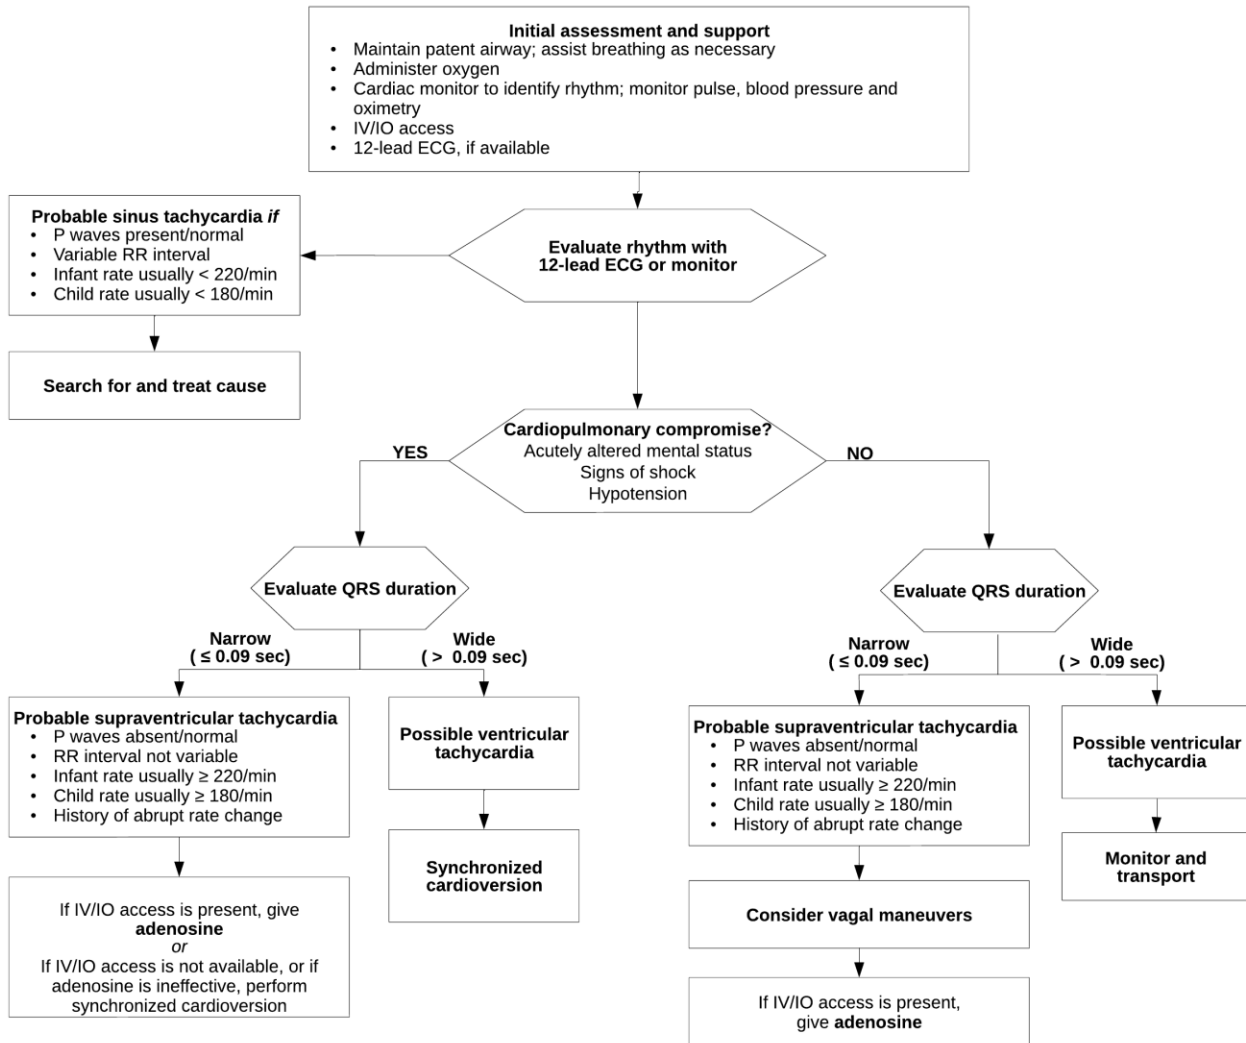 Initial assessment and support
• Maintain patent airway; assist breathing as necessary
• Administer oxygen
• Cardiac monitor to identify rhythm; monitor pulse, blood pressure and
oximetry
• IV/IO access
• 12-lead ECG, if available
Probable sinus tachycardia if
• P waves present/normal
• Variable RR interval
• Infant rate usually < 220/min
• Child rate usually < 180/min
Evaluate rhythm with
12-lead ECG or monitor
Search for and treat cause
Cardiopulmonary compromise?
Acutely altered mental status
Signs of shock
Hypotension
YES
NO
Evaluate QRS duration
Narrow
( ≤ 0.09 sec)
Wide
( > 0.09 sec)
Probable supraventricular tachycardia
• P waves absent/normal
• RR interval not variable
• Infant rate usually ≥ 220/min
• Child rate usually ≥ 180/min
• History of abrupt rate change
Possible ventricular
tachycardia
If IV/IO access is present, give
adenosine
or
If IV/IO access is not available, or if
adenosine is ineffective, perform
synchronized cardioversion
Synchronized
cardioversion
Evaluate QRS duration
Narrow
( ≤ 0.09 sec)
Wide
( > 0.09 sec)
Probable supraventricular tachycardia
• P waves absent/normal
• RR interval not variable
• Infant rate usually ≥ 220/min
• Child rate usually ≥ 180/min
• History of abrupt rate change
Possible ventricular
tachycardia
Consider vagal maneuvers
Monitor and
transport
If IV/IO access is present,
give adenosine